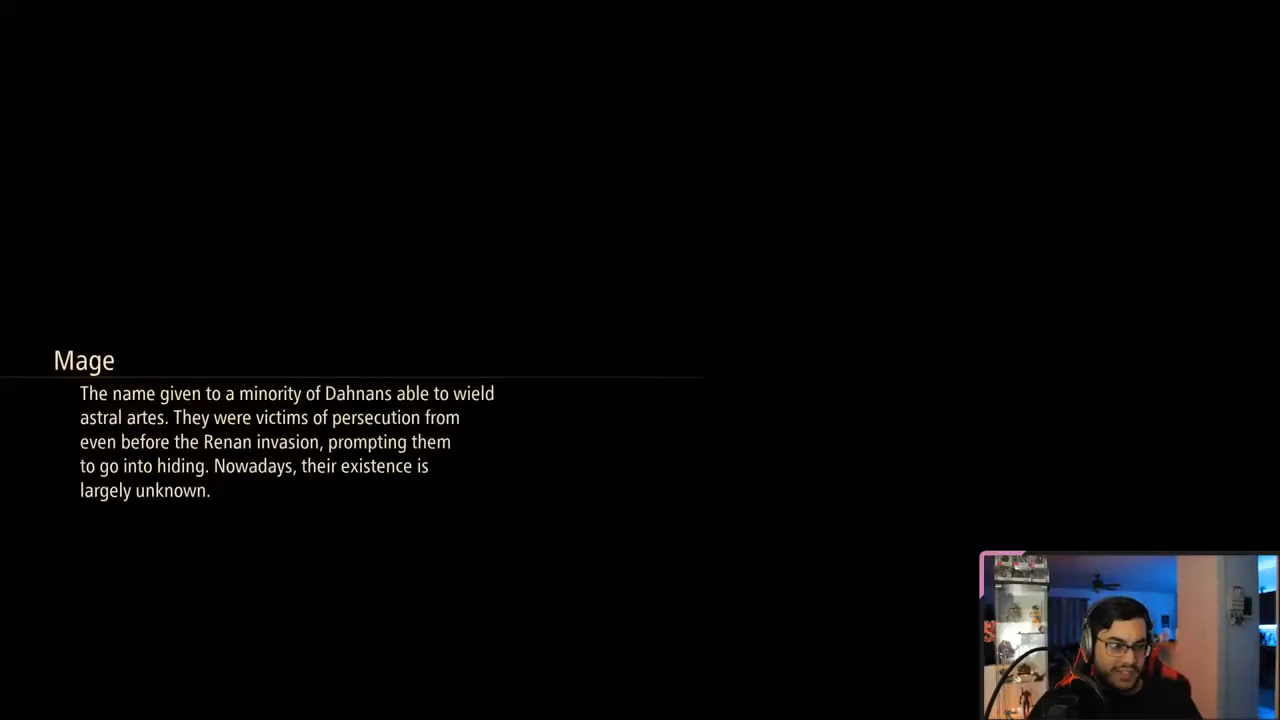 Mage
The name given to a minority of Dahnans able to wield
astral artes. They were victims of persecution from
even before the Renan invasion, prompting them
to go into hiding. Nowadays, their existence is
largely unknown.